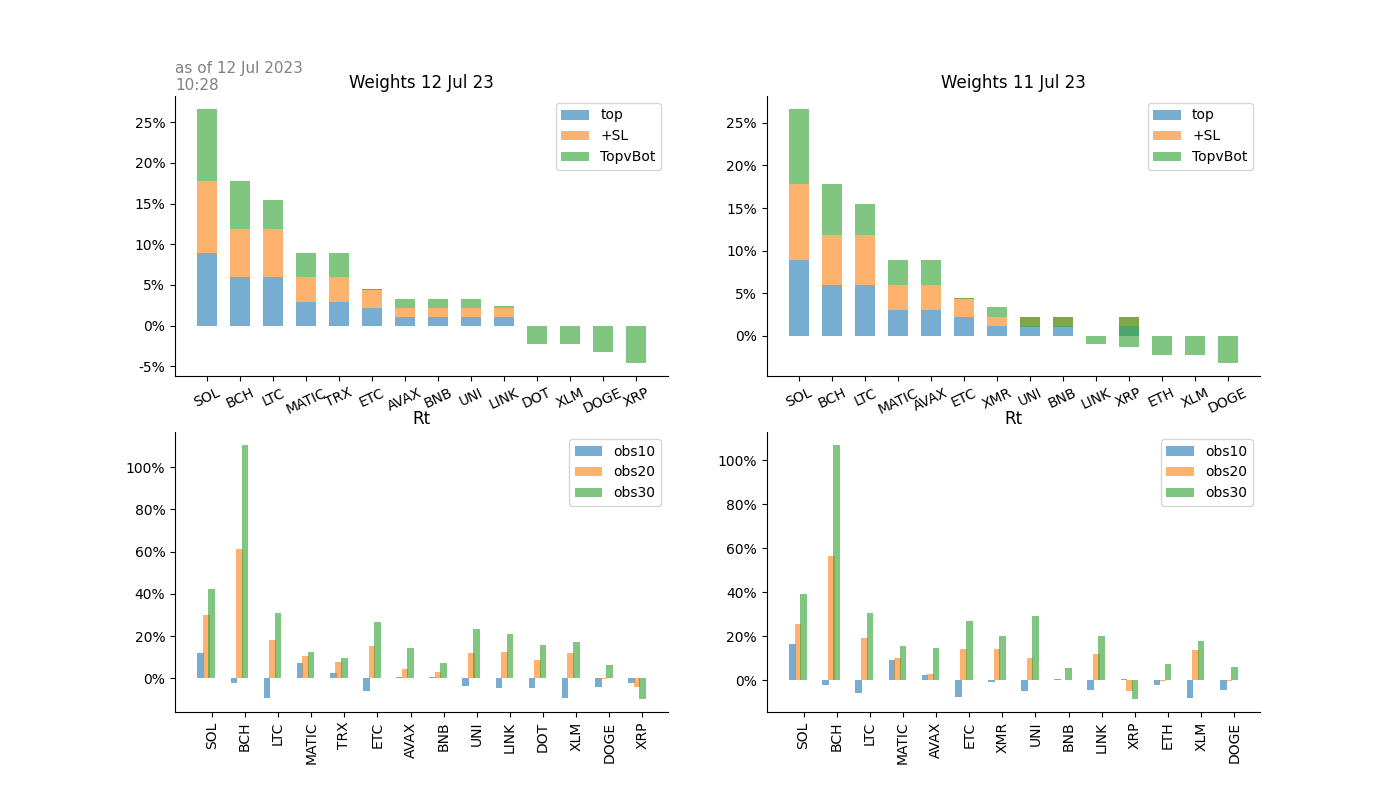 as of 12 Jul 2023
10:28
Weights 12 Jul 23
25%
20%
15%
10%
5%
0%
-5%
top
+SL
TopvBot
SOL BCH LTC MATIC TRX ETC AVAX BNB UNI LINK DOT XLM DOGE XRP
Weights 11 Jul 23
25%
20%
15%
10%
5%
0%
top
+SL
TopvBot
SOL BCH LTC MATIC AVAX ETC XMR UNI BNB LINK XRP ETH XLM DOGE
Rt
100%
80%
60%
40%
20%
0%
obs10
obs20
obs30
SOL BCH LTC MATIC TRX ETC AVAX BNB UNI LINK DOT XLM DOGE XRP
Rt
100%
80%
60%
40%
20%
0%
obs10
obs20
obs30
SOL BCH LTC MATIC AVAX ETC XMR UNI BNB LINK XRP ETH XLM DOGE